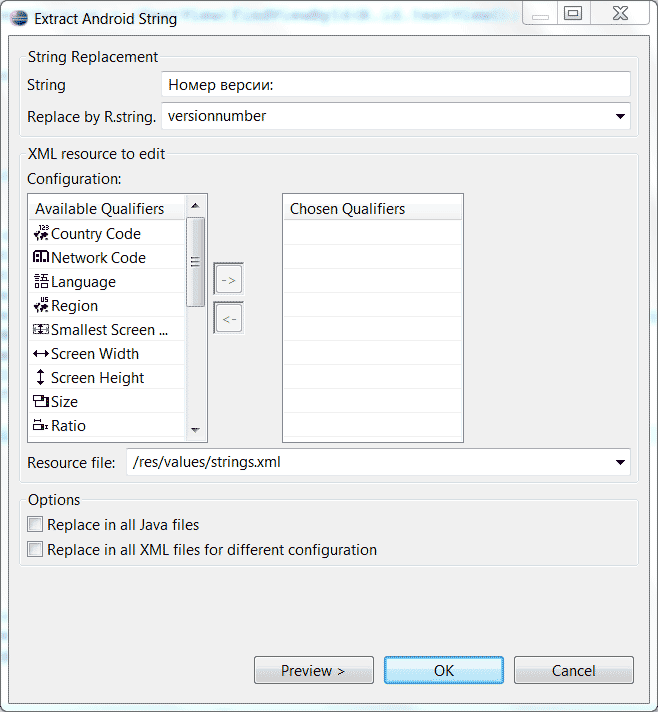 Extract Android String
String Replacement
String Номер версии:
Replace by R.string. versionnumber
XML resource to edit
Configuration:
Available Qualifiers
Country Code
Network Code
Language
Region
Smallest Screen ...
Screen Width
Screen Height
Size
Ratio
->
<-
Chosen Qualifiers
Resource file: /res/values/strings.xml
Options
Replace in all Java files
Replace in all XML files for different configuration
Preview > OK Cancel